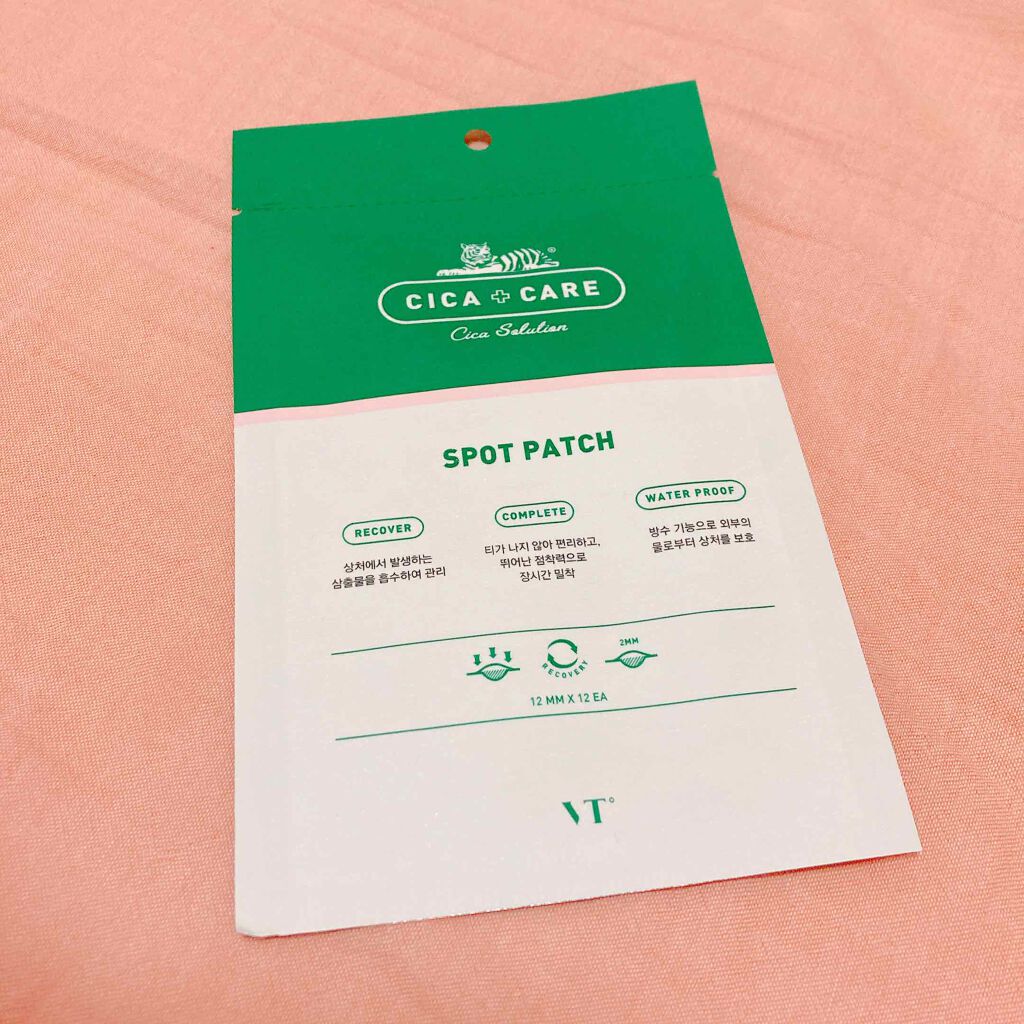 CICA + CARE
Cica Solution
SPOT PATCH
RECOVER
상처에서 발생하는
삼출물을 흡수하여 관리
COMPLETE
티가 나지 않아 편리하고,
뛰어난 점착력으로
장시간 밀착
WATER PROOF
방수 기능으로 외부의
물로부터 상처를 보호
RECOVERY
2MM
12 MM X 12 EA
VT°